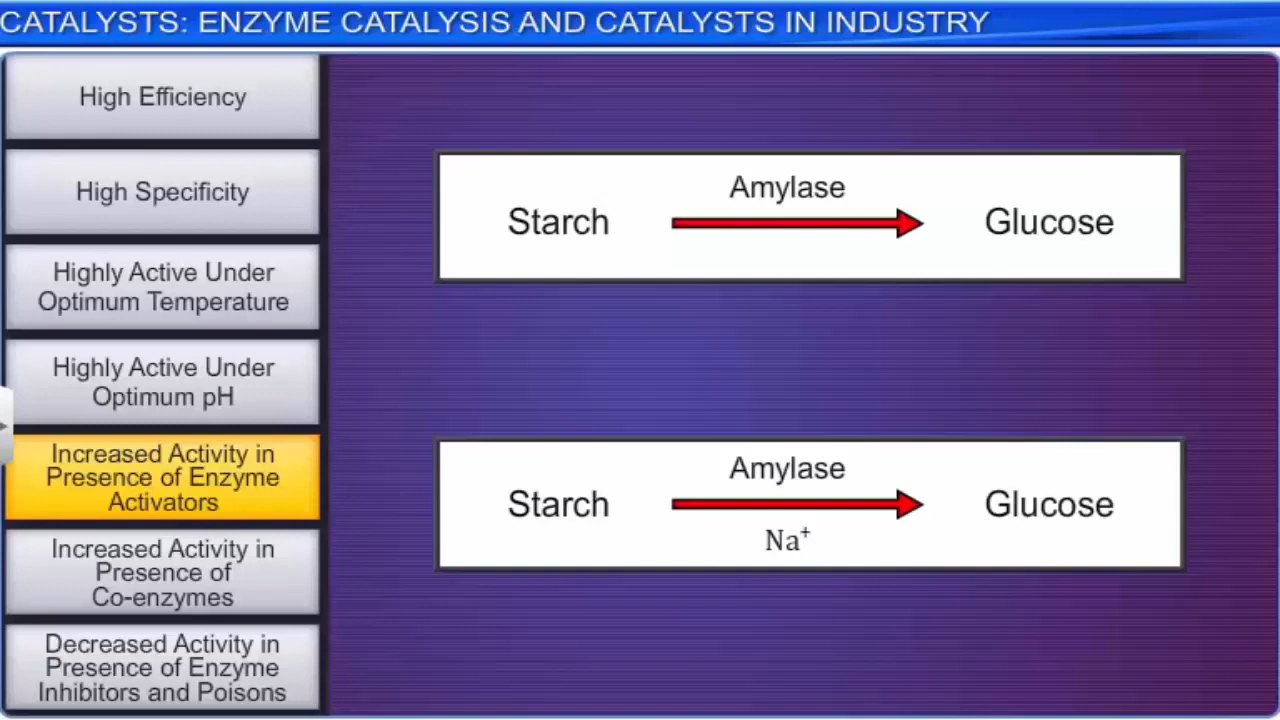 CATALYSTS: ENZYME CATALYSIS AND CATALYSTS IN INDUSTRY
High Efficiency
High Specificity
Highly Active Under
Optimum Temperature
Highly Active Under
Optimum pH
Increased Activity in
Presence of Enzyme
Activators
Increased Activity in
Presence of
Co-enzymes
Decreased Activity in
Presence of Enzyme
Inhibitors and Poisons
Amylase
Starch Glucose
Amylase
Starch Glucose
Na⁺